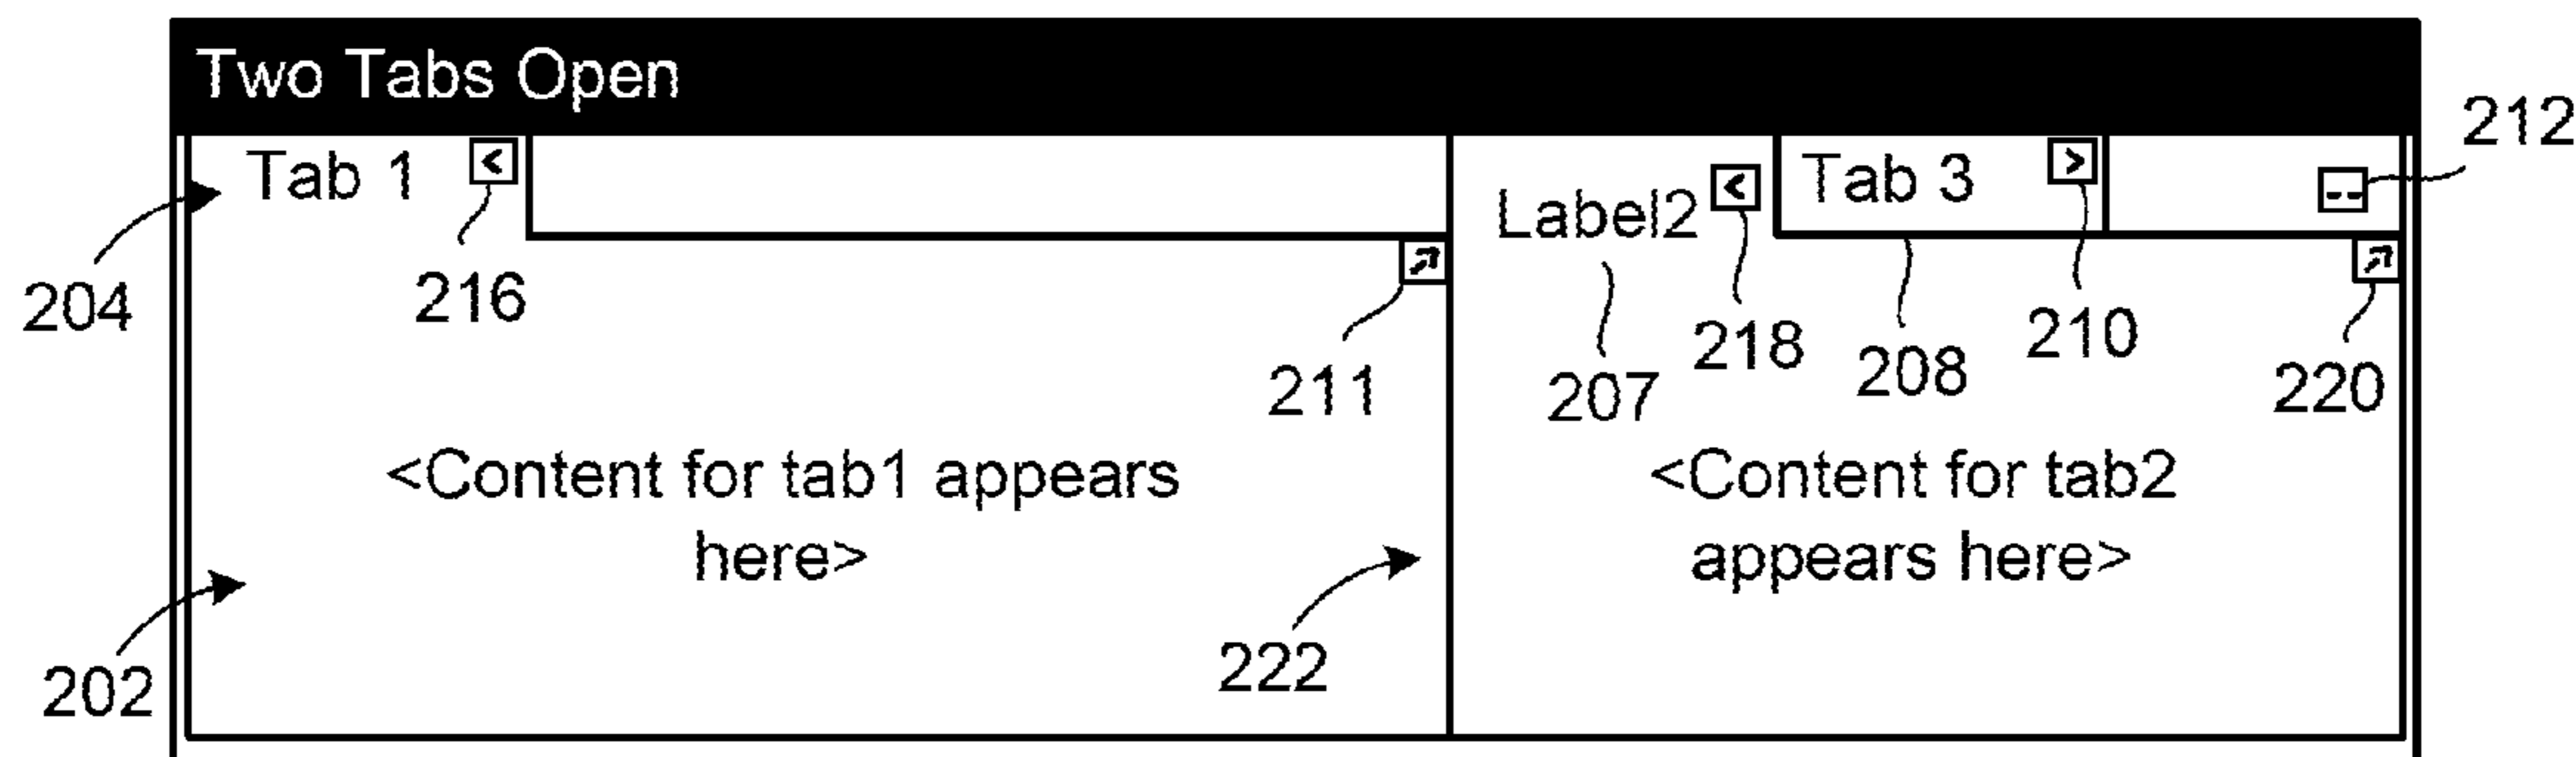 Two Tabs Open
212
Tab 1 <
Label2 <
Tab 3 >
--
204
216
211
207
218
208
210
220
<Content for tab1 appears
here>
<Content for tab2
appears here>
202
222